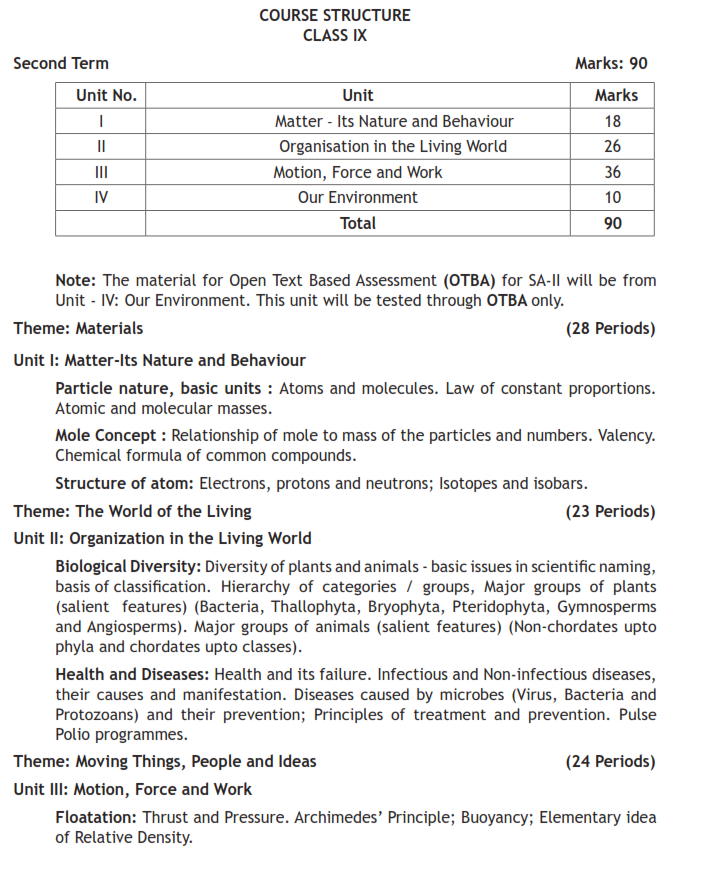 COURSE STRUCTURE
CLASS IX
Second Term Marks: 90
Unit No. Unit Marks
I Matter - Its Nature and Behaviour 18
II Organisation in the Living World 26
III Motion, Force and Work 36
IV Our Environment 10
Total 90
Note: The material for Open Text Based Assessment (OTBA) for SA-II will be from
Unit - IV: Our Environment. This unit will be tested through OTBA only.
Theme: Materials (28 Periods)
Unit I: Matter-Its Nature and Behaviour
Particle nature, basic units : Atoms and molecules. Law of constant proportions.
Atomic and molecular masses.
Mole Concept : Relationship of mole to mass of the particles and numbers. Valency.
Chemical formula of common compounds.
Structure of atom: Electrons, protons and neutrons; Isotopes and isobars.
Theme: The World of the Living (23 Periods)
Unit II: Organization in the Living World
Biological Diversity: Diversity of plants and animals - basic issues in scientific naming,
basis of classification. Hierarchy of categories / groups, Major groups of plants
(salient features) (Bacteria, Thallophyta, Bryophyta, Pteridophyta, Gymnosperms
and Angiosperms). Major groups of animals (salient features) (Non-chordates upto
phyla and chordates upto classes).
Health and Diseases: Health and its failure. Infectious and Non-infectious diseases,
their causes and manifestation. Diseases caused by microbes (Virus, Bacteria and
Protozoans) and their prevention; Principles of treatment and prevention. Pulse
Polio programmes.
Theme: Moving Things, People and Ideas (24 Periods)
Unit III: Motion, Force and Work
Floatation: Thrust and Pressure. Archimedes' Principle; Buoyancy; Elementary idea
of Relative Density.